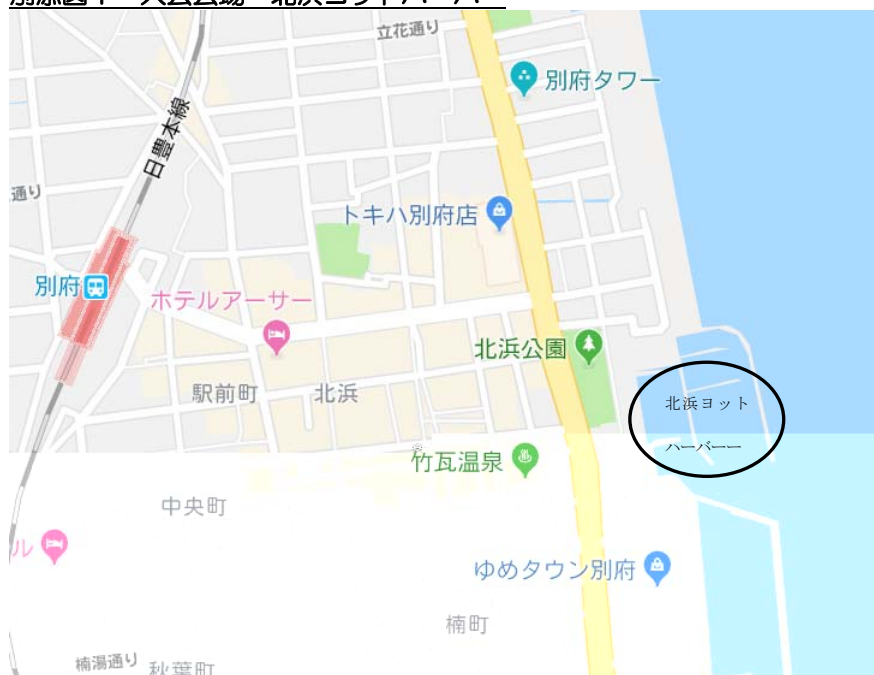 立花通り
別府タワー
日豊本線
通り
トキハ別府店
別府
ホテルアーサー
北浜公園
駅前町
北浜
北浜ヨット
ハーバーー
竹瓦温泉
中央町
ル
ゆめタウン別府
楠町
楠湯通り
秋葉町